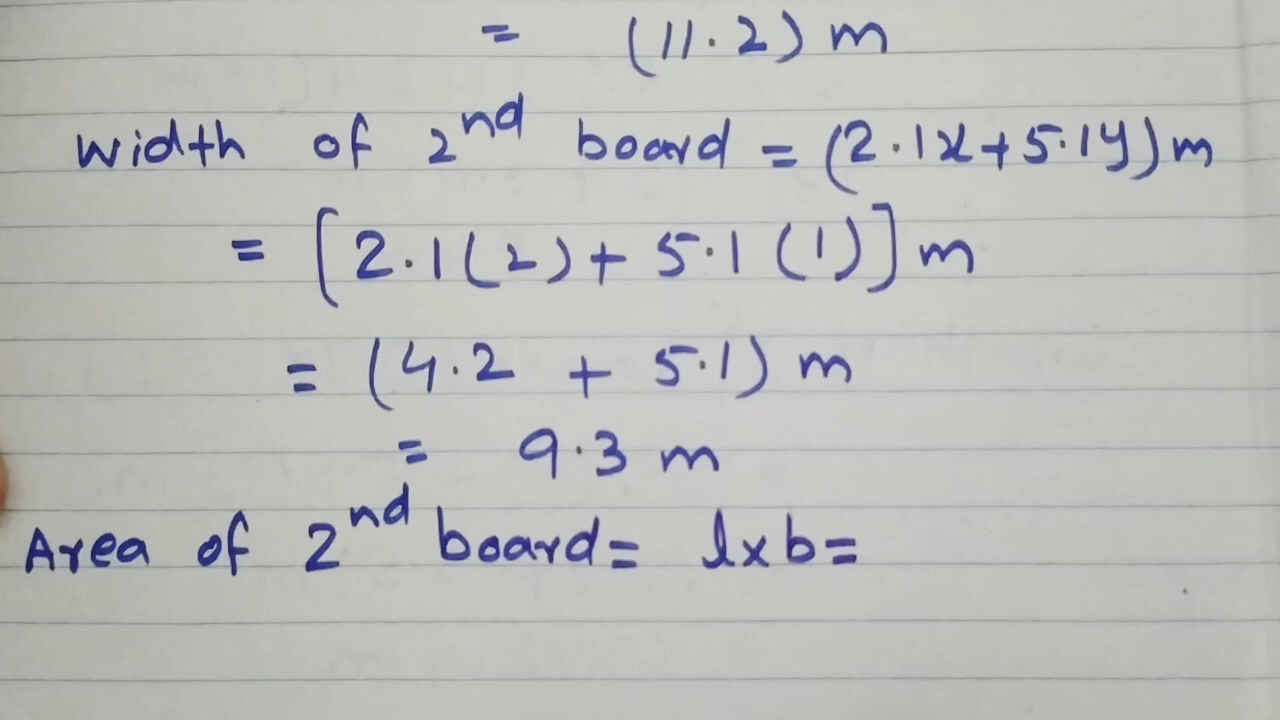 = (11.2) m
width of 2nd board = (2.1x+5.1y) m
= [2.1(2)+ 5.1 (1)] m
= (4.2 + 5.1) m
= 9.3 m
Area of 2nd board= l×b=